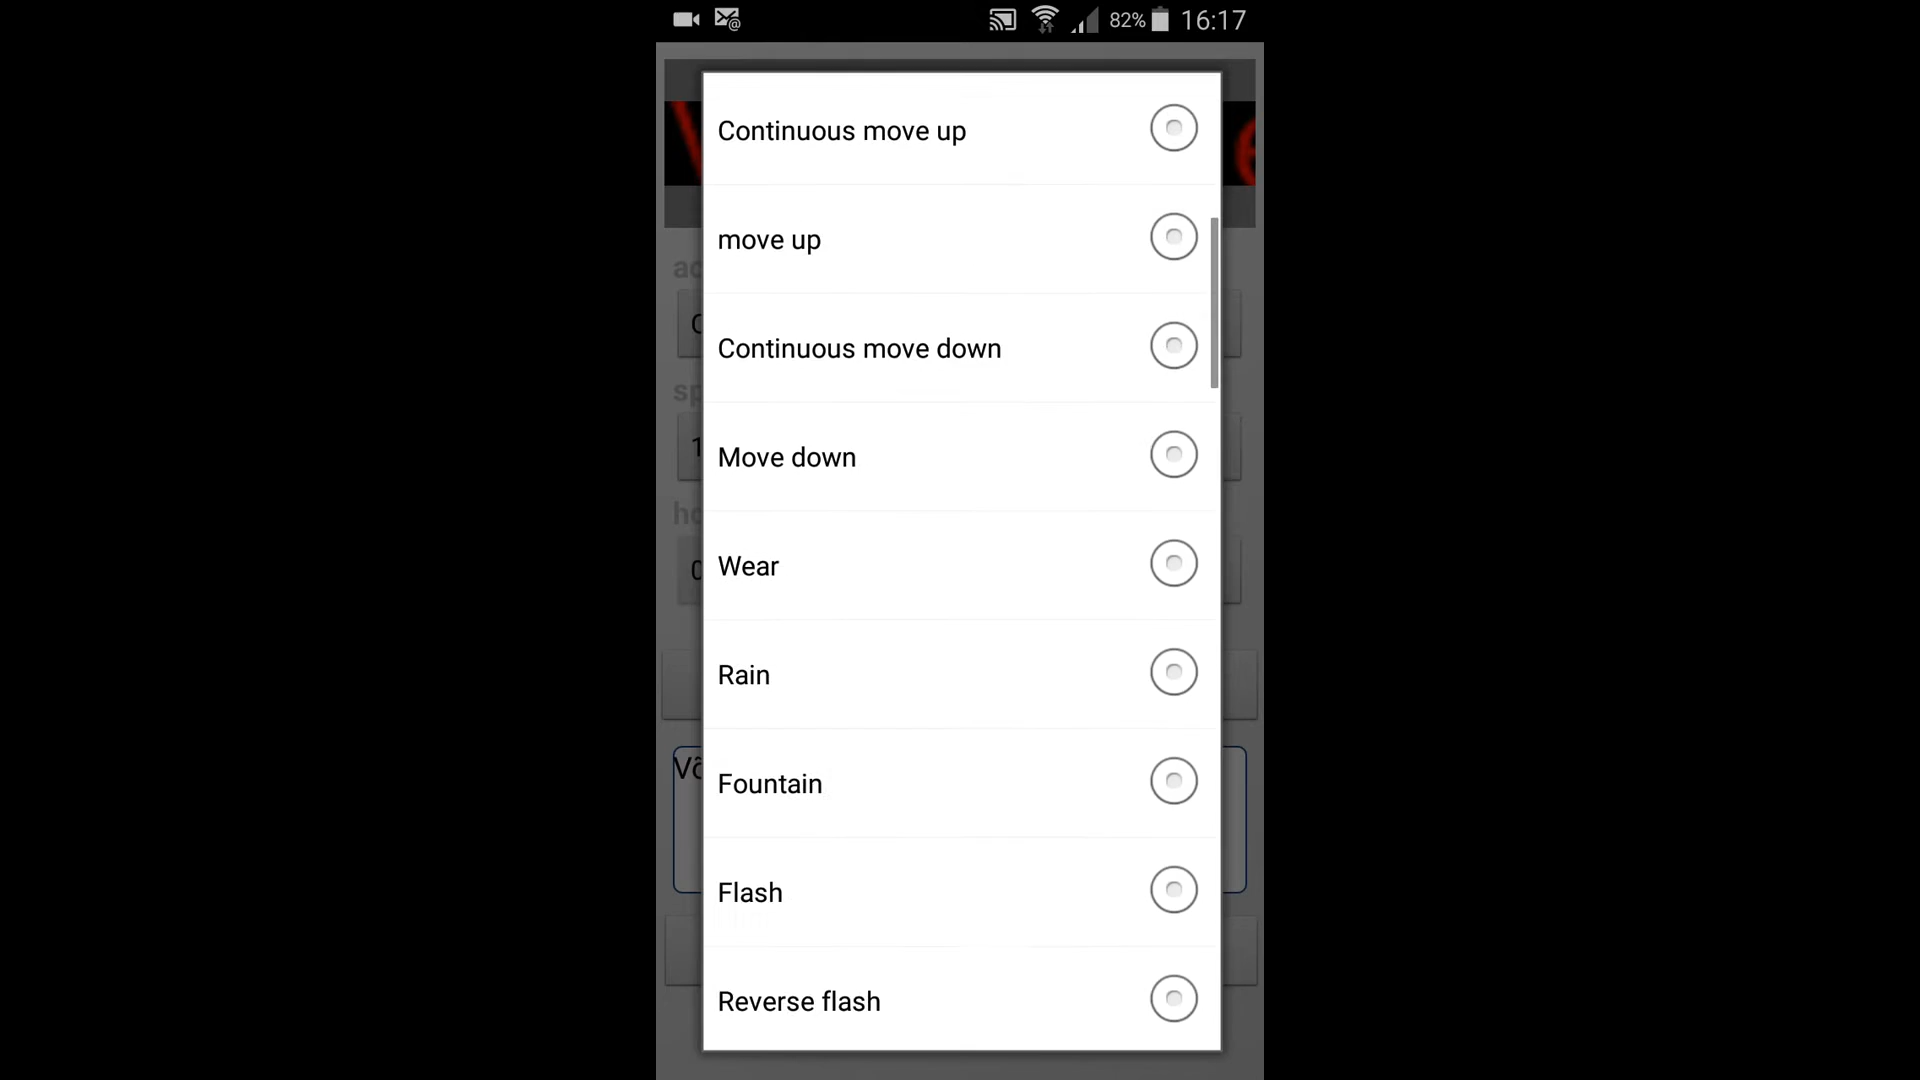 82% 16:17
Continuous move up
move up
Continuous move down
Move down
Wear
Rain
Fountain
Flash
Reverse flash